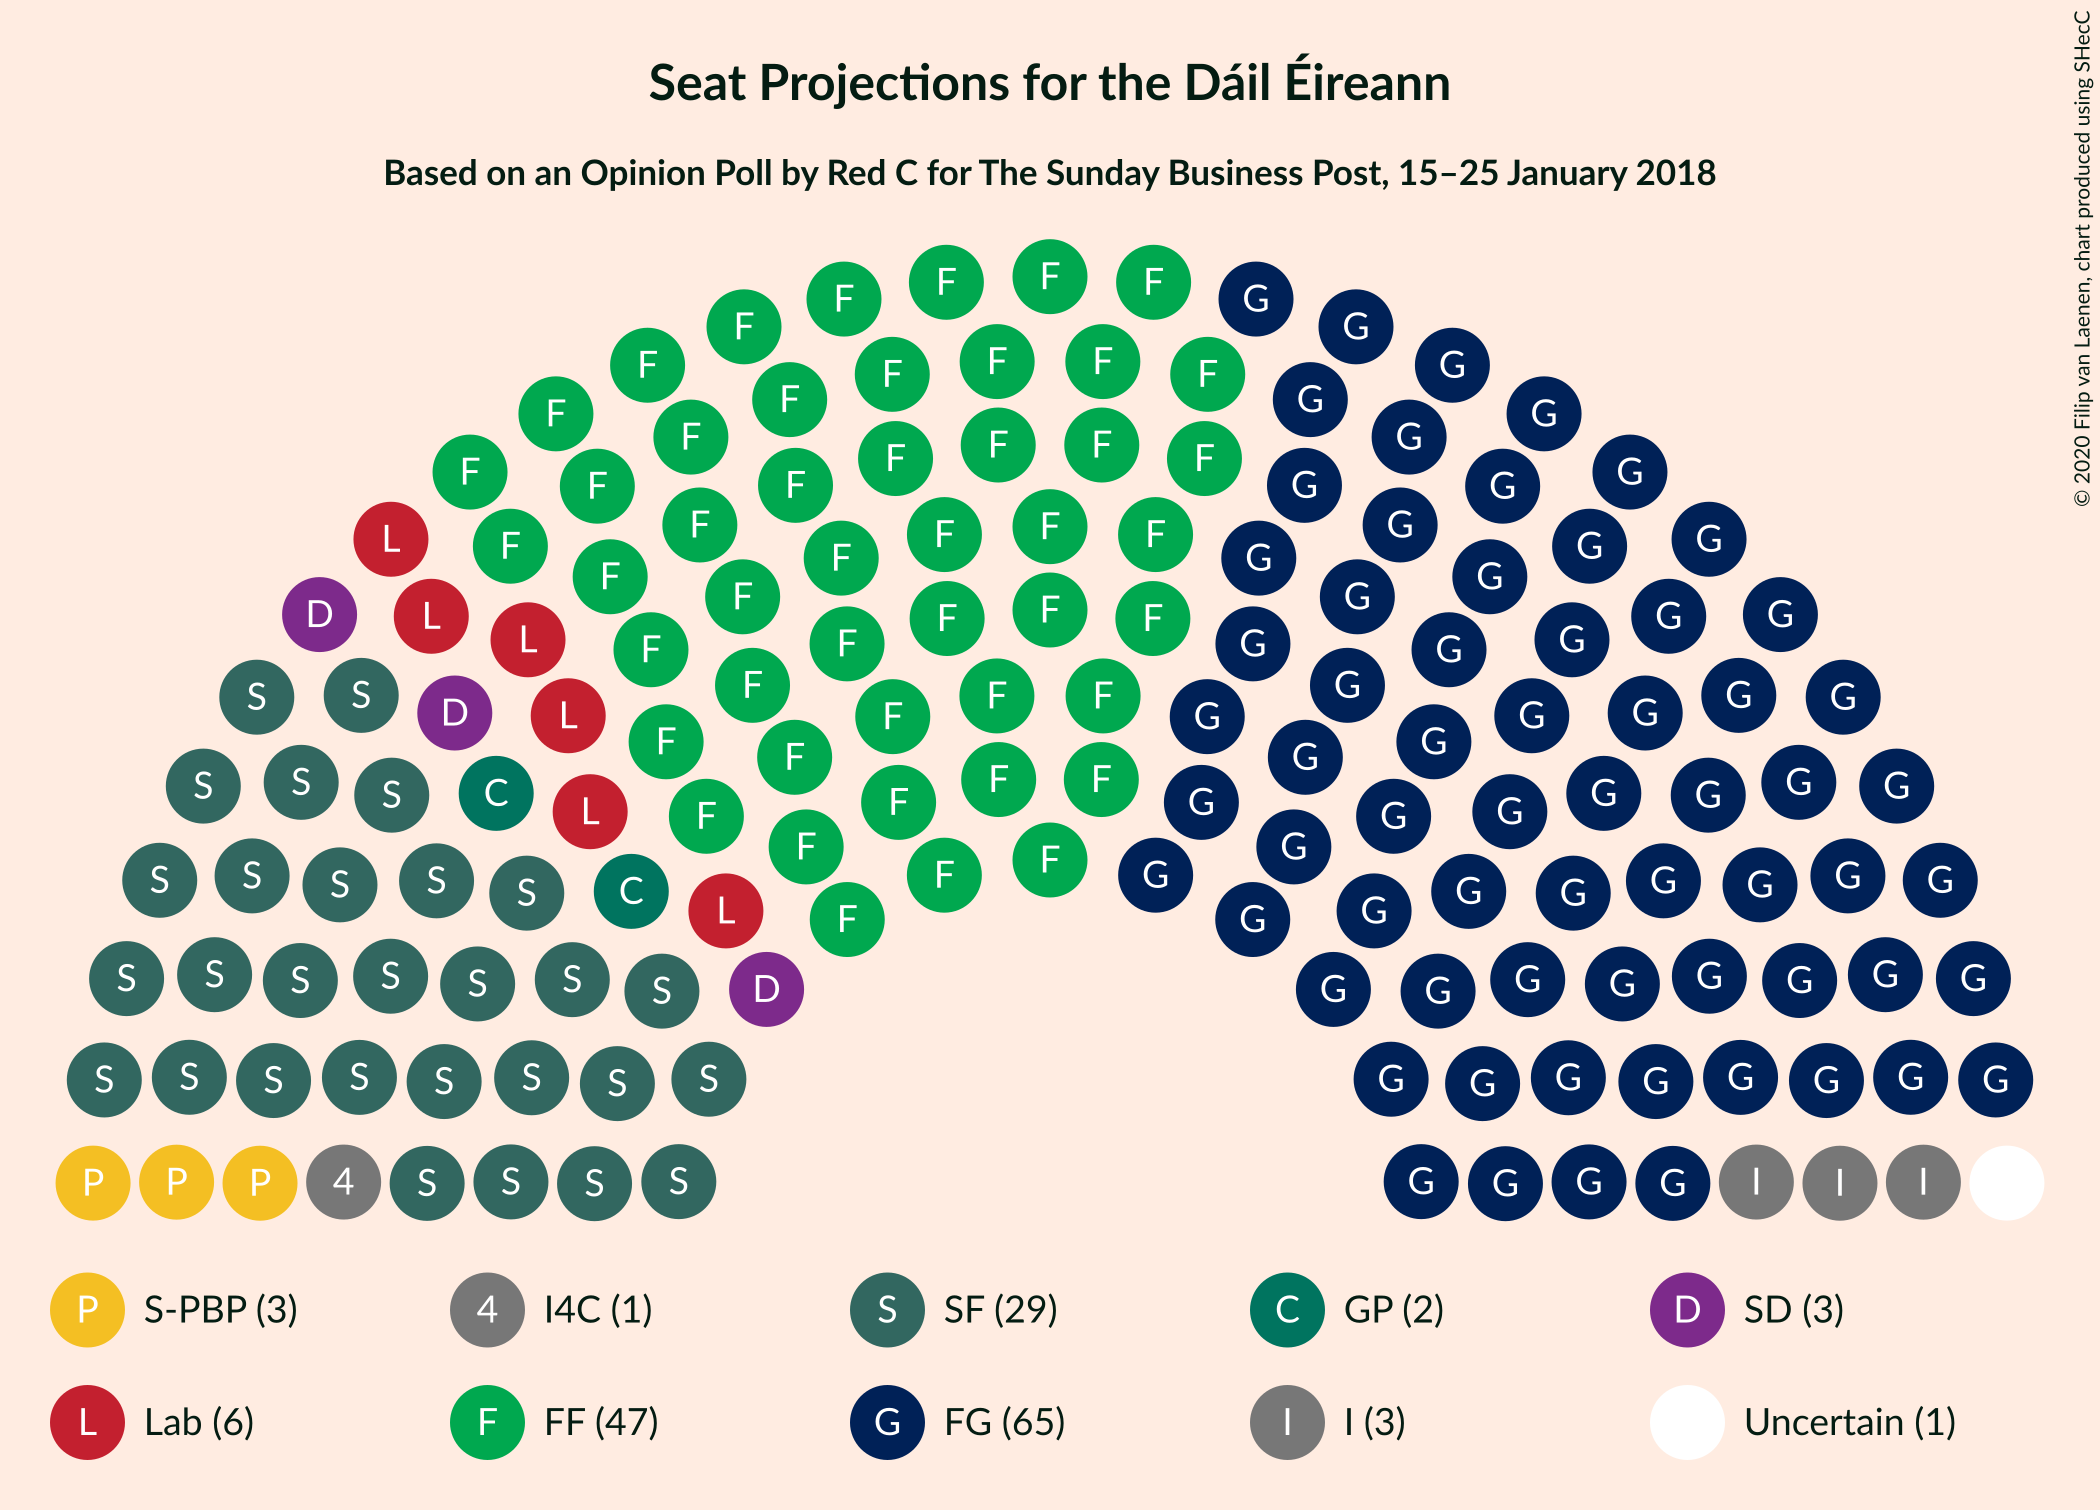 Seat Projections for the Dáil Éireann
Based on an Opinion Poll by Red C for The Sunday Business Post, 15–25 January 2018
© 2020 Filip van Laenen, chart produced using SHecC
F F F F G
F G
F F F F F G
F F G G
F F F F F F G G
F F G G
L F F F F F G G G
F F G G
D L F F F F G G G
L F F G G G
S S D L F F F F G G G G G G
F F G G
S S S C L F F F F G G G G G G G
F F G
S S S S S C L F F G G G G G G G G G
S S S S S S S D G G G G G G G G
S S S S S S S S G G G G G G G G
P P P 4 S S S S G G G G I I I
P S-PBP (3) 4 I4C (1) S SF (29) C GP (2) D SD (3)
L Lab (6) F FF (47) G FG (65) I I (3) Uncertain (1)